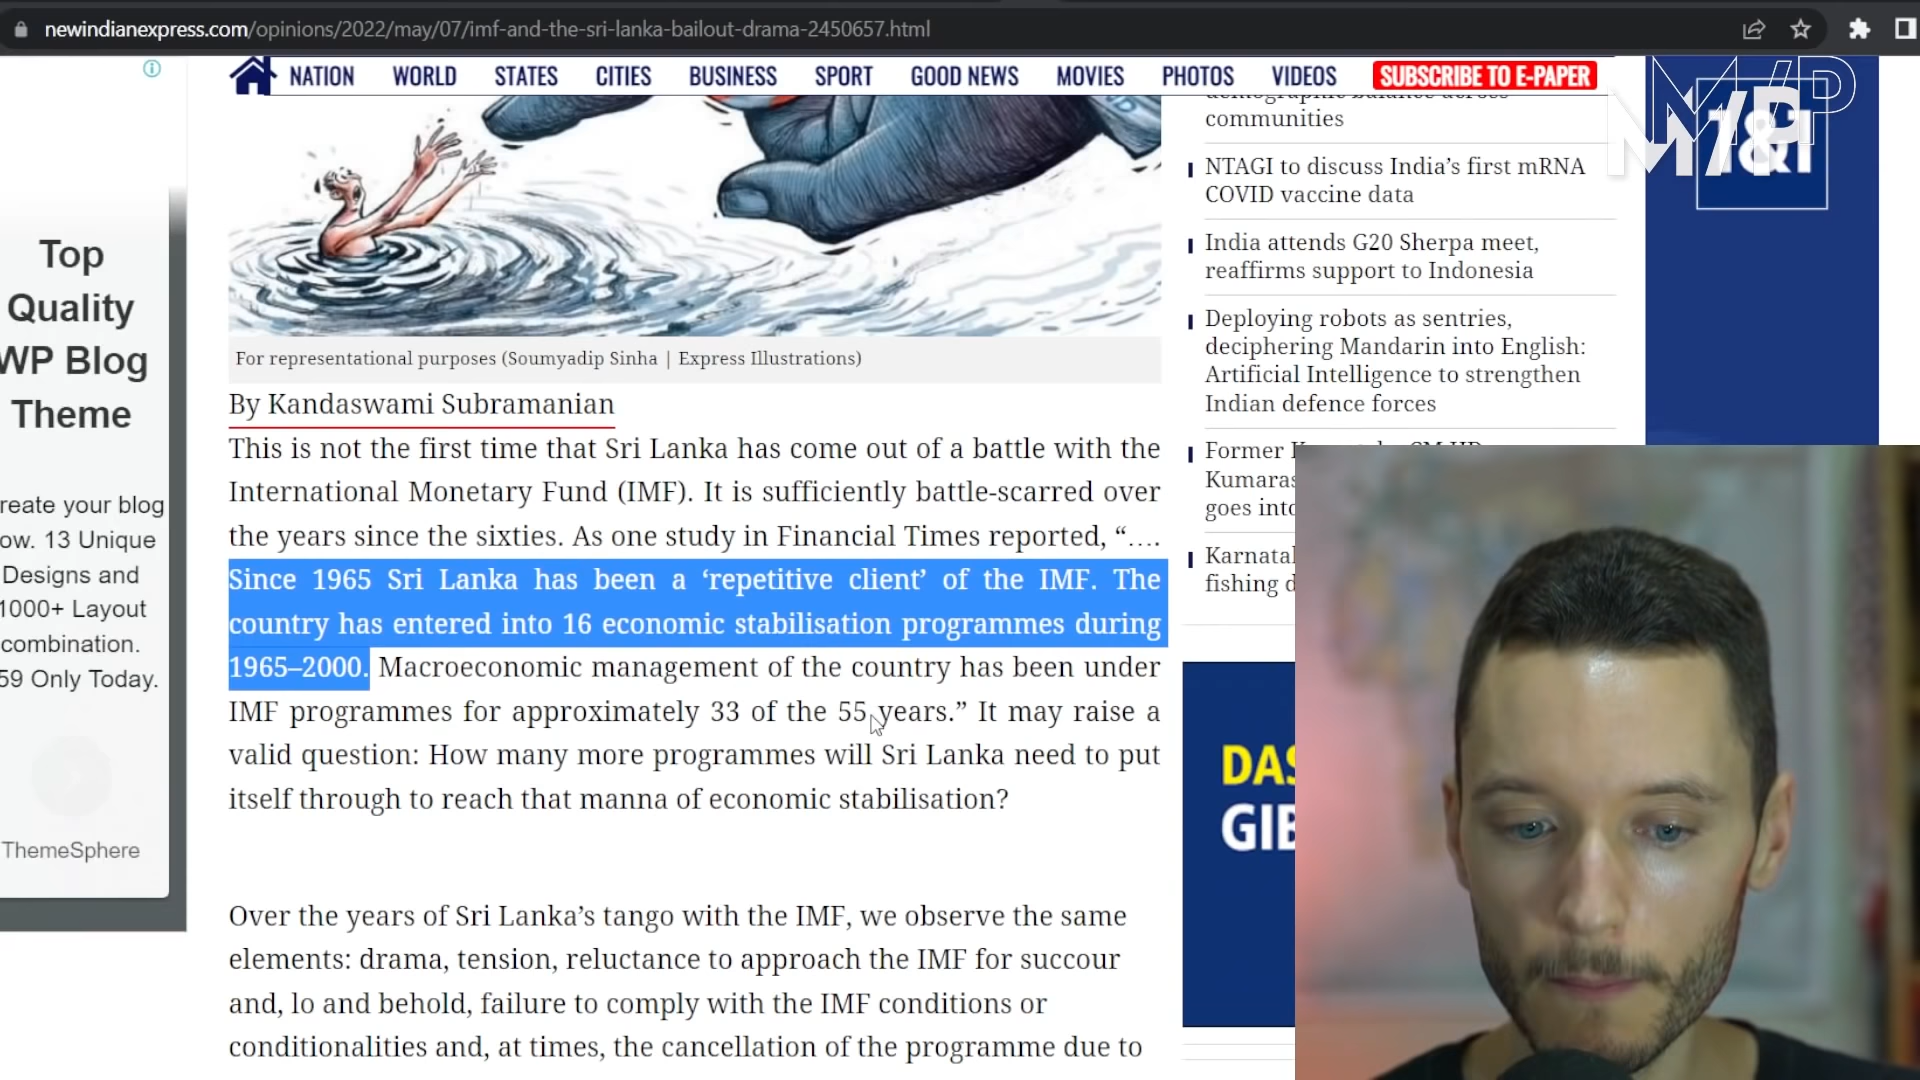 newindianexpress.com/opinions/2022/may/07/imf-and-the-sri-lanka-bailout-drama-2450657.html
NATION WORLD STATES CITIES BUSINESS SPORT GOOD NEWS MOVIES PHOTOS VIDEOS SUBSCRIBE TO E-PAPER
M/P
1&1
Top
Quality
WP Blog
Theme
reate your blog
ow. 13 Unique
Designs and
1000+ Layout
combination.
59 Only Today.
ThemeSphere
For representational purposes (Soumyadip Sinha | Express Illustrations)
By Kandaswami Subramanian
This is not the first time that Sri Lanka has come out of a battle with the
International Monetary Fund (IMF). It is sufficiently battle-scarred over
the years since the sixties. As one study in Financial Times reported, “....
Since 1965 Sri Lanka has been a ‘repetitive client’ of the IMF. The
country has entered into 16 economic stabilisation programmes during
1965–2000. Macroeconomic management of the country has been under
IMF programmes for approximately 33 of the 55 years.” It may raise a
valid question: How many more programmes will Sri Lanka need to put
itself through to reach that manna of economic stabilisation?
Over the years of Sri Lanka’s tango with the IMF, we observe the same
elements: drama, tension, reluctance to approach the IMF for succour
and, lo and behold, failure to comply with the IMF conditions or
conditionalities and, at times, the cancellation of the programme due to
communities
NTAGI to discuss India’s first mRNA
COVID vaccine data
India attends G20 Sherpa meet,
reaffirms support to Indonesia
Deploying robots as sentries,
deciphering Mandarin into English:
Artificial Intelligence to strengthen
Indian defence forces
Former
Kumaras
goes into
Karnatal
fishing d
DAS
GIB